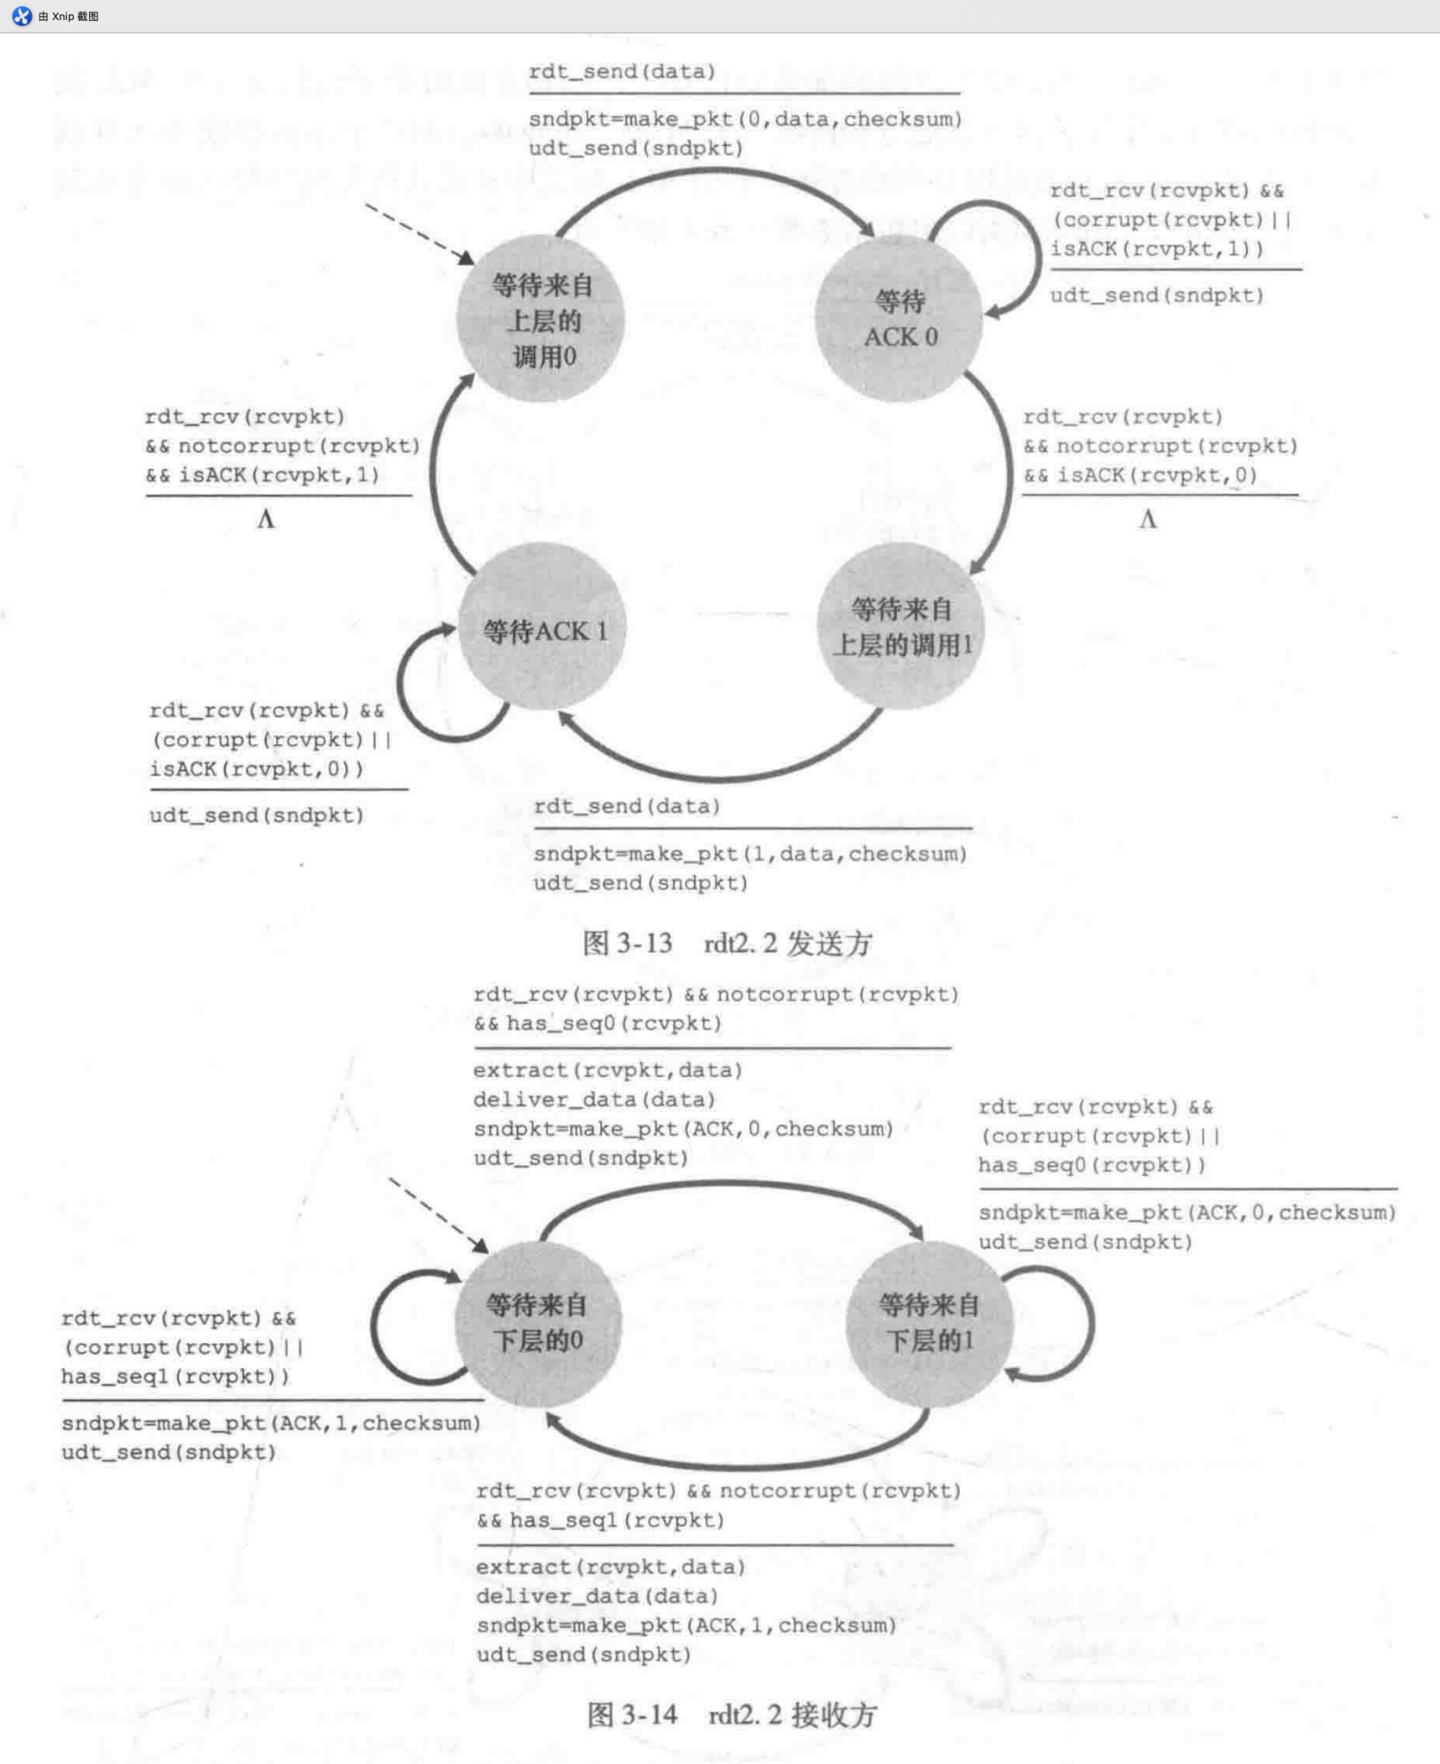 由 Xnip 截图
rdt_send(data)
sndpkt=make_pkt(0,data,checksum)
udt_send(sndpkt)
rdt_rcv(rcvpkt) &&
(corrupt(rcvpkt)||
isACK(rcvpkt,1))
udt_send(sndpkt)
等待来自
上层的
调用0
等待
ACK 0
rdt_rcv(rcvpkt)
&& notcorrupt(rcvpkt)
&& isACK(rcvpkt,1)
Λ
rdt_rcv(rcvpkt)
&& notcorrupt(rcvpkt)
&& isACK(rcvpkt,0)
Λ
等待ACK 1
等待来自
上层的调用1
rdt_rcv(rcvpkt) &&
(corrupt(rcvpkt)||
isACK(rcvpkt,0))
udt_send(sndpkt)
rdt_send(data)
sndpkt=make_pkt(1,data,checksum)
udt_send(sndpkt)
图 3-13 rdt2. 2 发送方
rdt_rcv(rcvpkt) && notcorrupt(rcvpkt)
&& has_seq0(rcvpkt)
extract(rcvpkt,data)
deliver_data(data)
sndpkt=make_pkt(ACK,0,checksum)
udt_send(sndpkt)
rdt_rcv(rcvpkt) &&
(corrupt(rcvpkt)||
has_seq0(rcvpkt))
sndpkt=make_pkt(ACK,0,checksum)
udt_send(sndpkt)
等待来自
下层的0
等待来自
下层的1
rdt_rcv(rcvpkt) &&
(corrupt(rcvpkt)||
has_seq1(rcvpkt))
sndpkt=make_pkt(ACK,1,checksum)
udt_send(sndpkt)
rdt_rcv(rcvpkt) && notcorrupt(rcvpkt)
&& has_seq1(rcvpkt)
extract(rcvpkt,data)
deliver_data(data)
sndpkt=make_pkt(ACK,1,checksum)
udt_send(sndpkt)
图 3-14 rdt2. 2 接收方